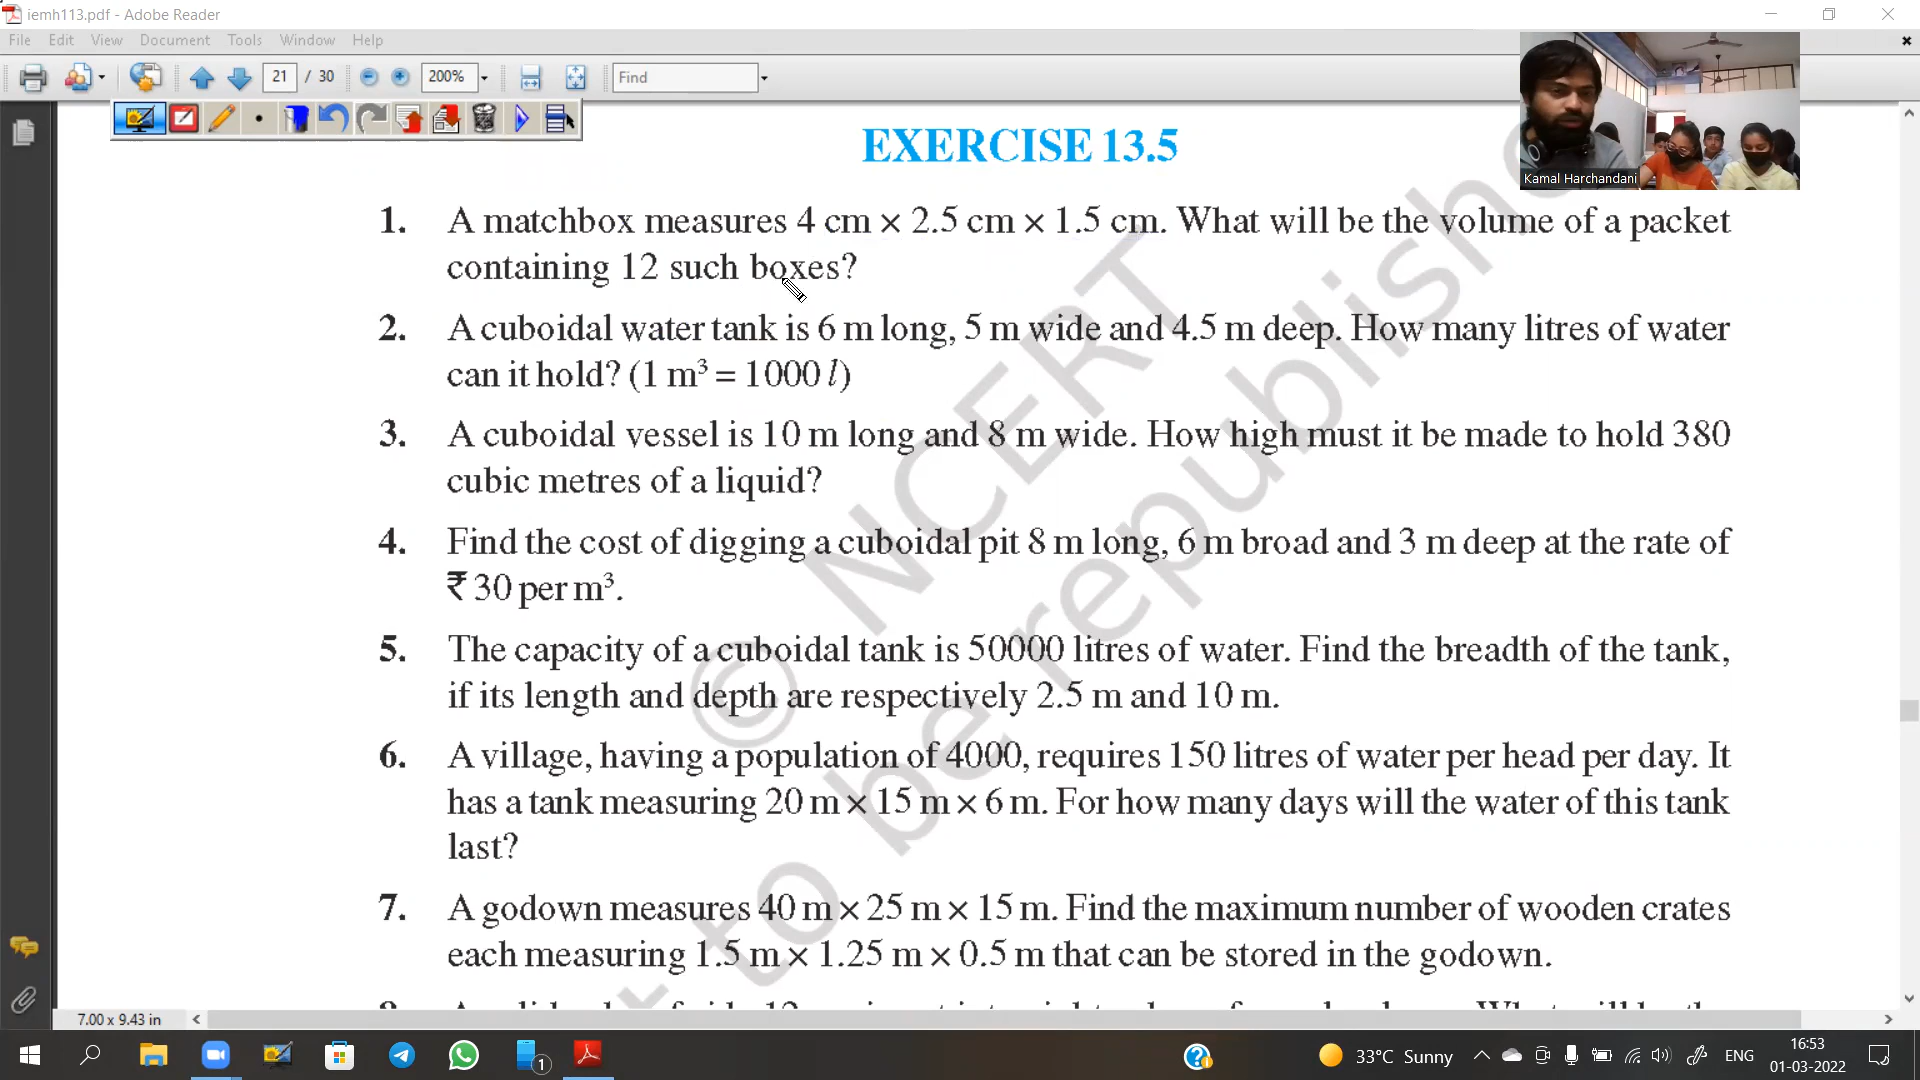 iemh113.pdf - Adobe Reader
File Edit View Document Tools Window Help
21 / 30 200% Find
Kamal Harchandani
EXERCISE 13.5
1. A matchbox measures 4 cm × 2.5 cm × 1.5 cm. What will be the volume of a packet
containing 12 such boxes?
2. A cuboidal water tank is 6 m long, 5 m wide and 4.5 m deep. How many litres of water
can it hold? (1 m³ = 1000 l)
3. A cuboidal vessel is 10 m long and 8 m wide. How high must it be made to hold 380
cubic metres of a liquid?
4. Find the cost of digging a cuboidal pit 8 m long, 6 m broad and 3 m deep at the rate of
₹ 30 per m³.
5. The capacity of a cuboidal tank is 50000 litres of water. Find the breadth of the tank,
if its length and depth are respectively 2.5 m and 10 m.
6. A village, having a population of 4000, requires 150 litres of water per head per day. It
has a tank measuring 20 m × 15 m × 6 m. For how many days will the water of this tank
last?
7. A godown measures 40 m × 25 m × 15 m. Find the maximum number of wooden crates
each measuring 1.5 m × 1.25 m × 0.5 m that can be stored in the godown.
© NCERT
to be republishe
7.00 x 9.43 in
1
33°C Sunny
ENG
16:53
01-03-2022